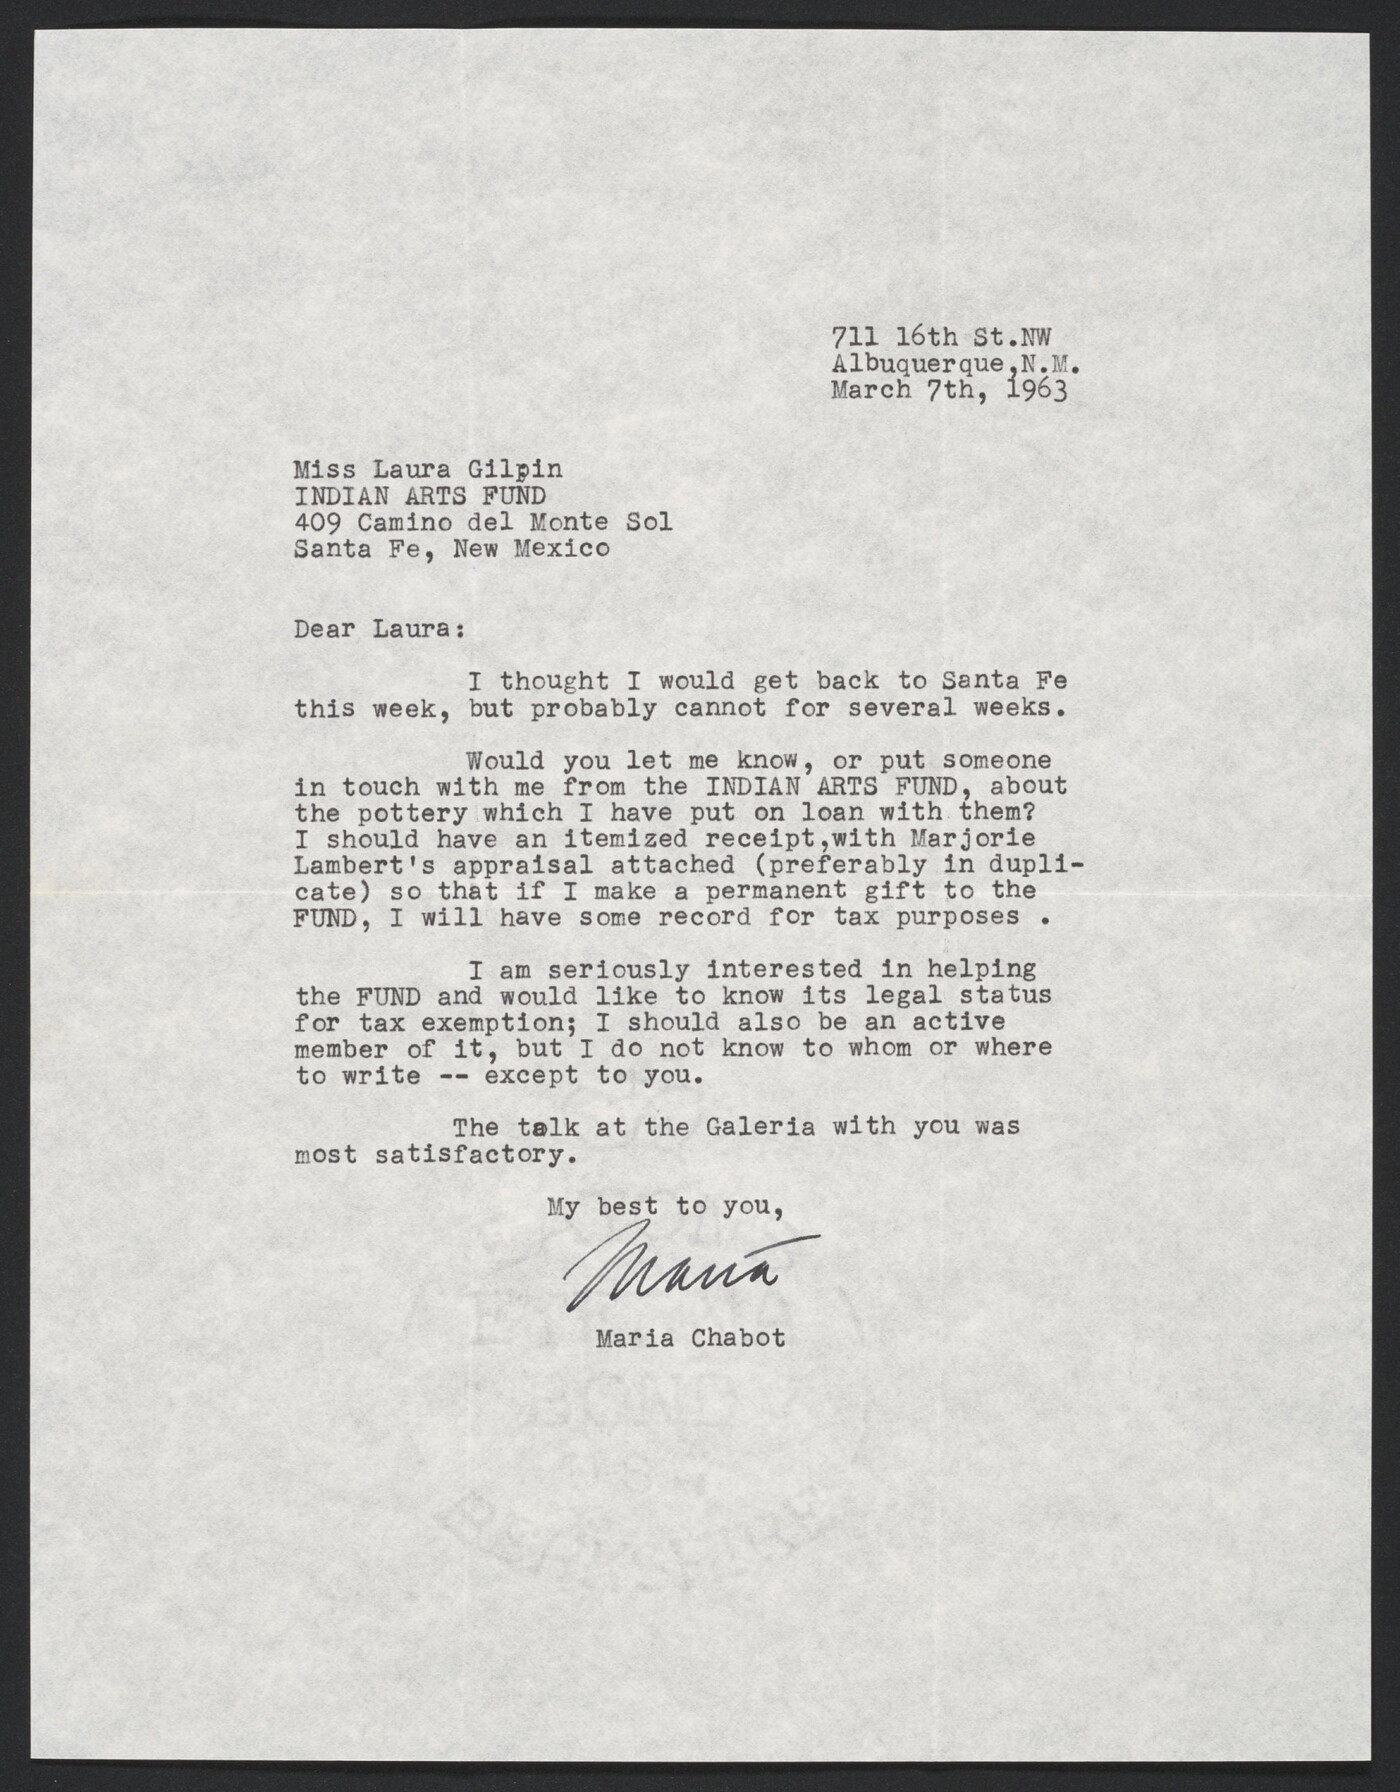 711 16th St.NW
Albuquerque,N.M.
March 7th, 1963
Miss Laura Gilpin
INDIAN ARTS FUND
409 Camino del Monte Sol
Santa Fe, New Mexico
Dear Laura:
I thought I would get back to Santa Fe
this week, but probably cannot for several weeks.
Would you let me know, or put someone
in touch with me from the INDIAN ARTS FUND, about
the pottery which I have put on loan with them?
I should have an itemized receipt,with Marjorie
Lambert's appraisal attached (preferably in dupli-
cate) so that if I make a permanent gift to the
FUND, I will have some record for tax purposes .
I am seriously interested in helping
the FUND and would like to know its legal status
for tax exemption; I should also be an active
member of it, but I do not know to whom or where
to write -- except to you.
The talk at the Galeria with you was
most satisfactory.
My best to you,
Maria
Maria Chabot